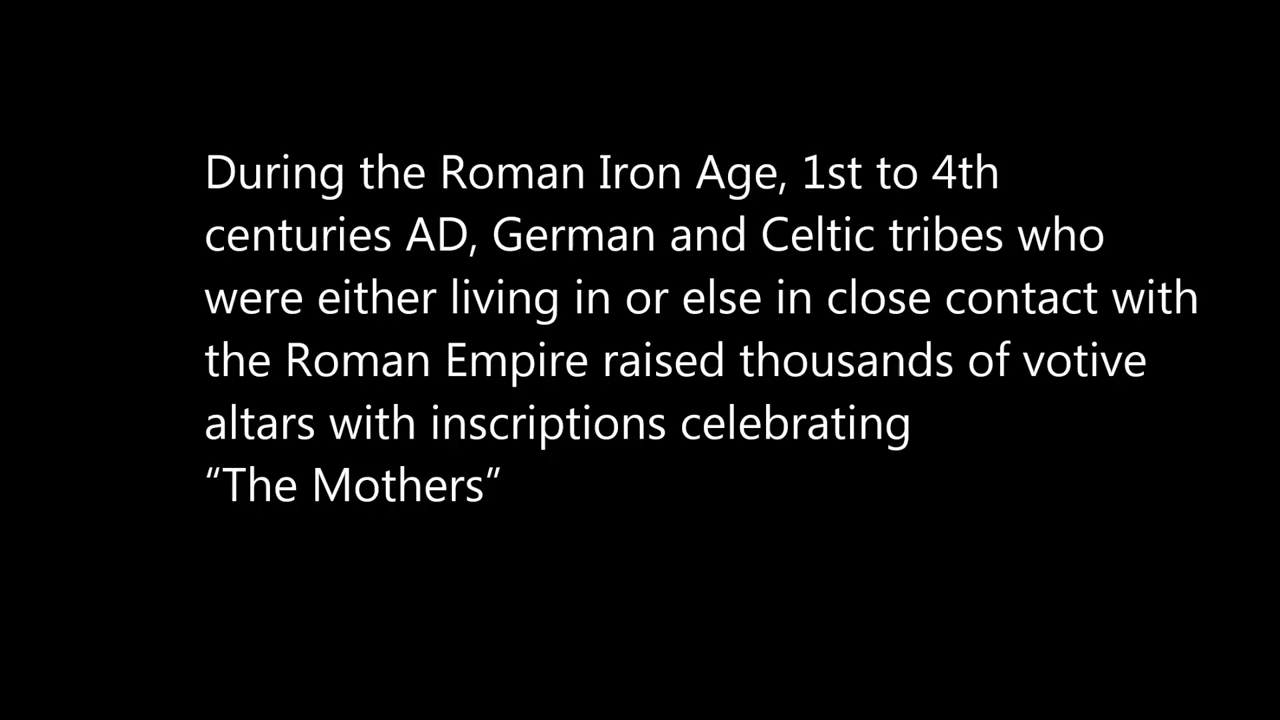 During the Roman Iron Age, 1st to 4th
centuries AD, German and Celtic tribes who
were either living in or else in close contact with
the Roman Empire raised thousands of votive
altars with inscriptions celebrating
“The Mothers”